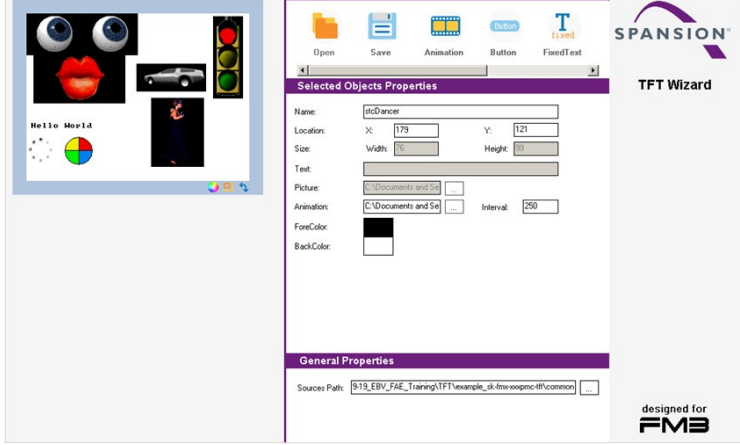 Hello World
Open Save Animation Button Button FixedText
T fixed
SPANSION
TFT Wizard
Selected Objects Properties
Name: stcDancer
Location: X: 179 Y: 121
Size: Width: 76 Height: 99
Text:
Picture: C:\Documents and Se ...
Animation: C:\Documents and Se ... Interval: 250
ForeColor:
BackColor:
General Properties
Sources Path: 9-19_EBV_FAE_Training\TFT\example_sk-fmx-xxxpmc-tft\common ...
designed for
FM3